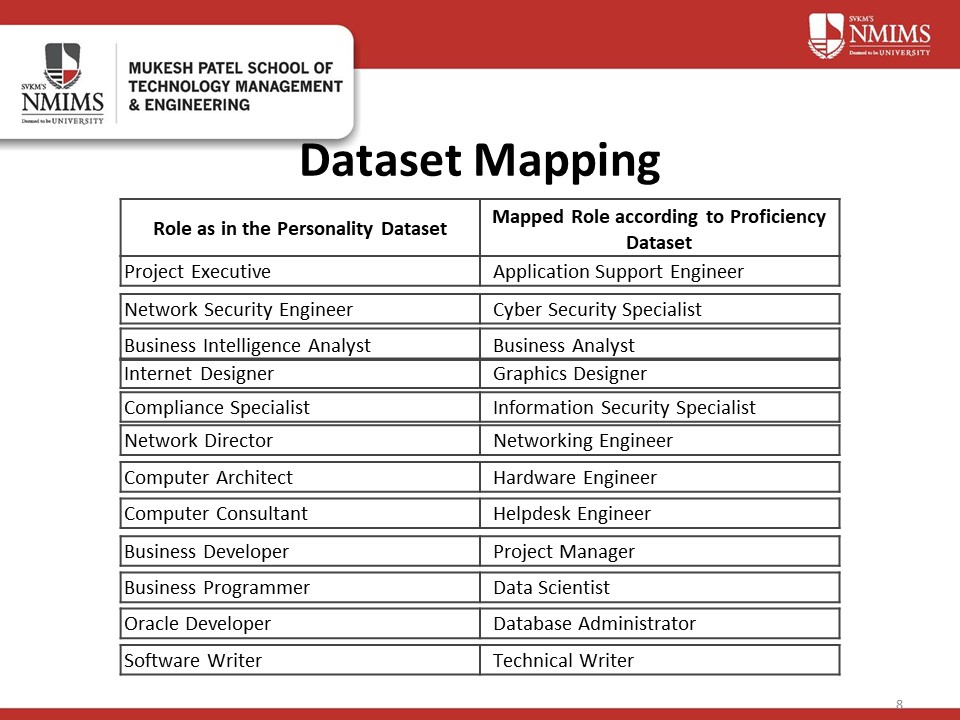 SVKM'S
NMIMS
Deemed to be UNIVERSITY
SVKM'S
NMIMS
Deemed to be UNIVERSITY
MUKESH PATEL SCHOOL OF
TECHNOLOGY MANAGEMENT
& ENGINEERING
Dataset Mapping
Role as in the Personality Dataset
Mapped Role according to Proficiency
Dataset
Project Executive
Application Support Engineer
Network Security Engineer
Cyber Security Specialist
Business Intelligence Analyst
Business Analyst
Internet Designer
Graphics Designer
Compliance Specialist
Information Security Specialist
Network Director
Networking Engineer
Computer Architect
Hardware Engineer
Computer Consultant
Helpdesk Engineer
Business Developer
Project Manager
Business Programmer
Data Scientist
Oracle Developer
Database Administrator
Software Writer
Technical Writer
8